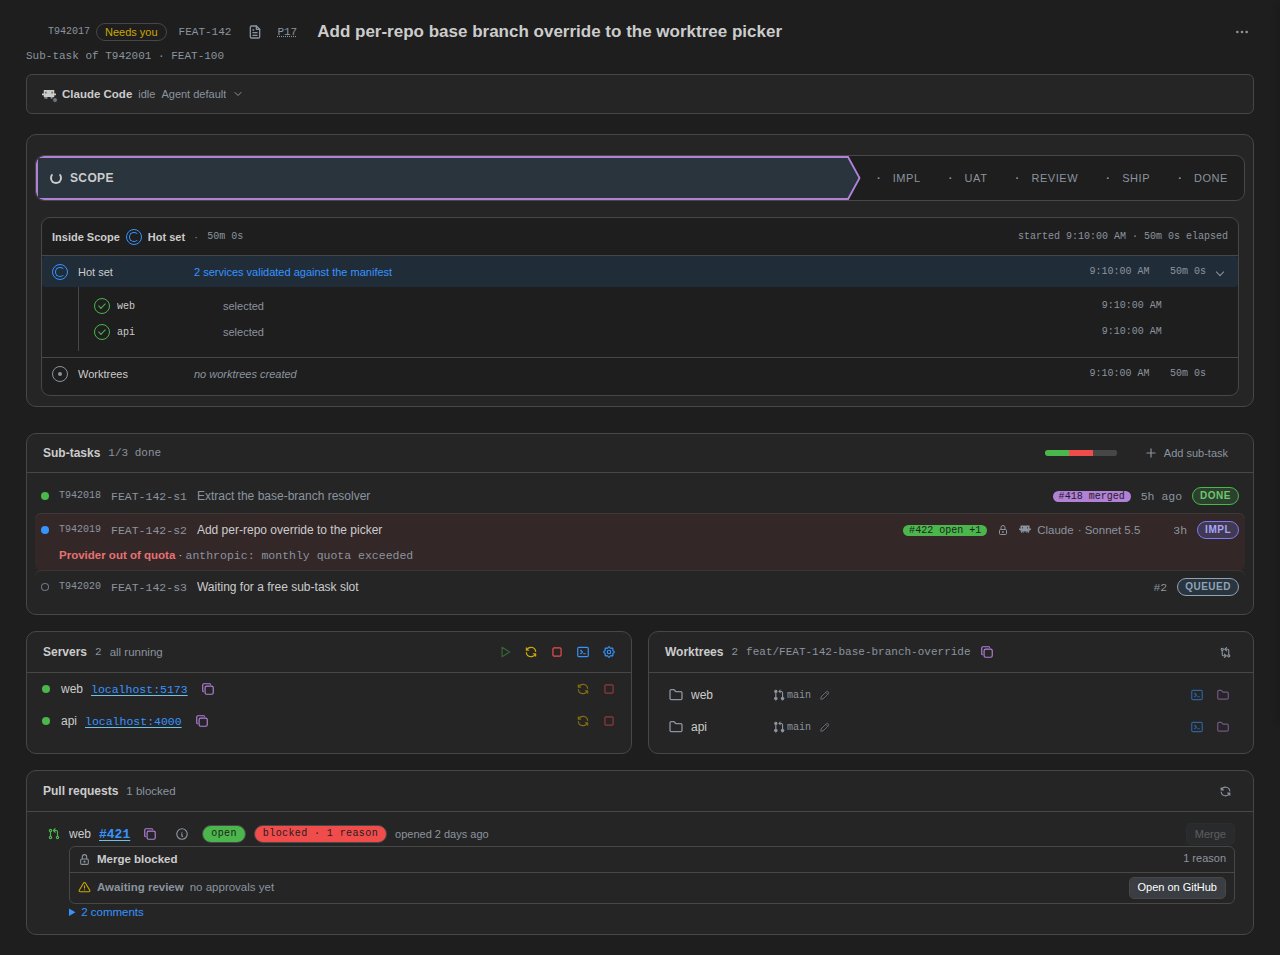 T942017 Needs you FEAT-142 P17 Add per-repo base branch override to the worktree picker
Sub-task of T942001 · FEAT-100
Claude Code idle Agent default
SCOPE · IMPL · UAT · REVIEW · SHIP · DONE
Inside Scope Hot set · 50m 0s started 9:10:00 AM · 50m 0s elapsed
Hot set 2 services validated against the manifest 9:10:00 AM 50m 0s
web selected 9:10:00 AM
api selected 9:10:00 AM
Worktrees no worktrees created 9:10:00 AM 50m 0s
Sub-tasks 1/3 done Add sub-task
T942018 FEAT-142-s1 Extract the base-branch resolver #418 merged 5h ago DONE
T942019 FEAT-142-s2 Add per-repo override to the picker #422 open +1 Claude · Sonnet 5.5 3h IMPL
Provider out of quota · anthropic: monthly quota exceeded
T942020 FEAT-142-s3 Waiting for a free sub-task slot #2 QUEUED
Servers 2 all running
web localhost:5173
api localhost:4000
Worktrees 2 feat/FEAT-142-base-branch-override
web main
api main
Pull requests 1 blocked
web #421 open blocked · 1 reason opened 2 days ago Merge
Merge blocked 1 reason
Awaiting review no approvals yet Open on GitHub
2 comments